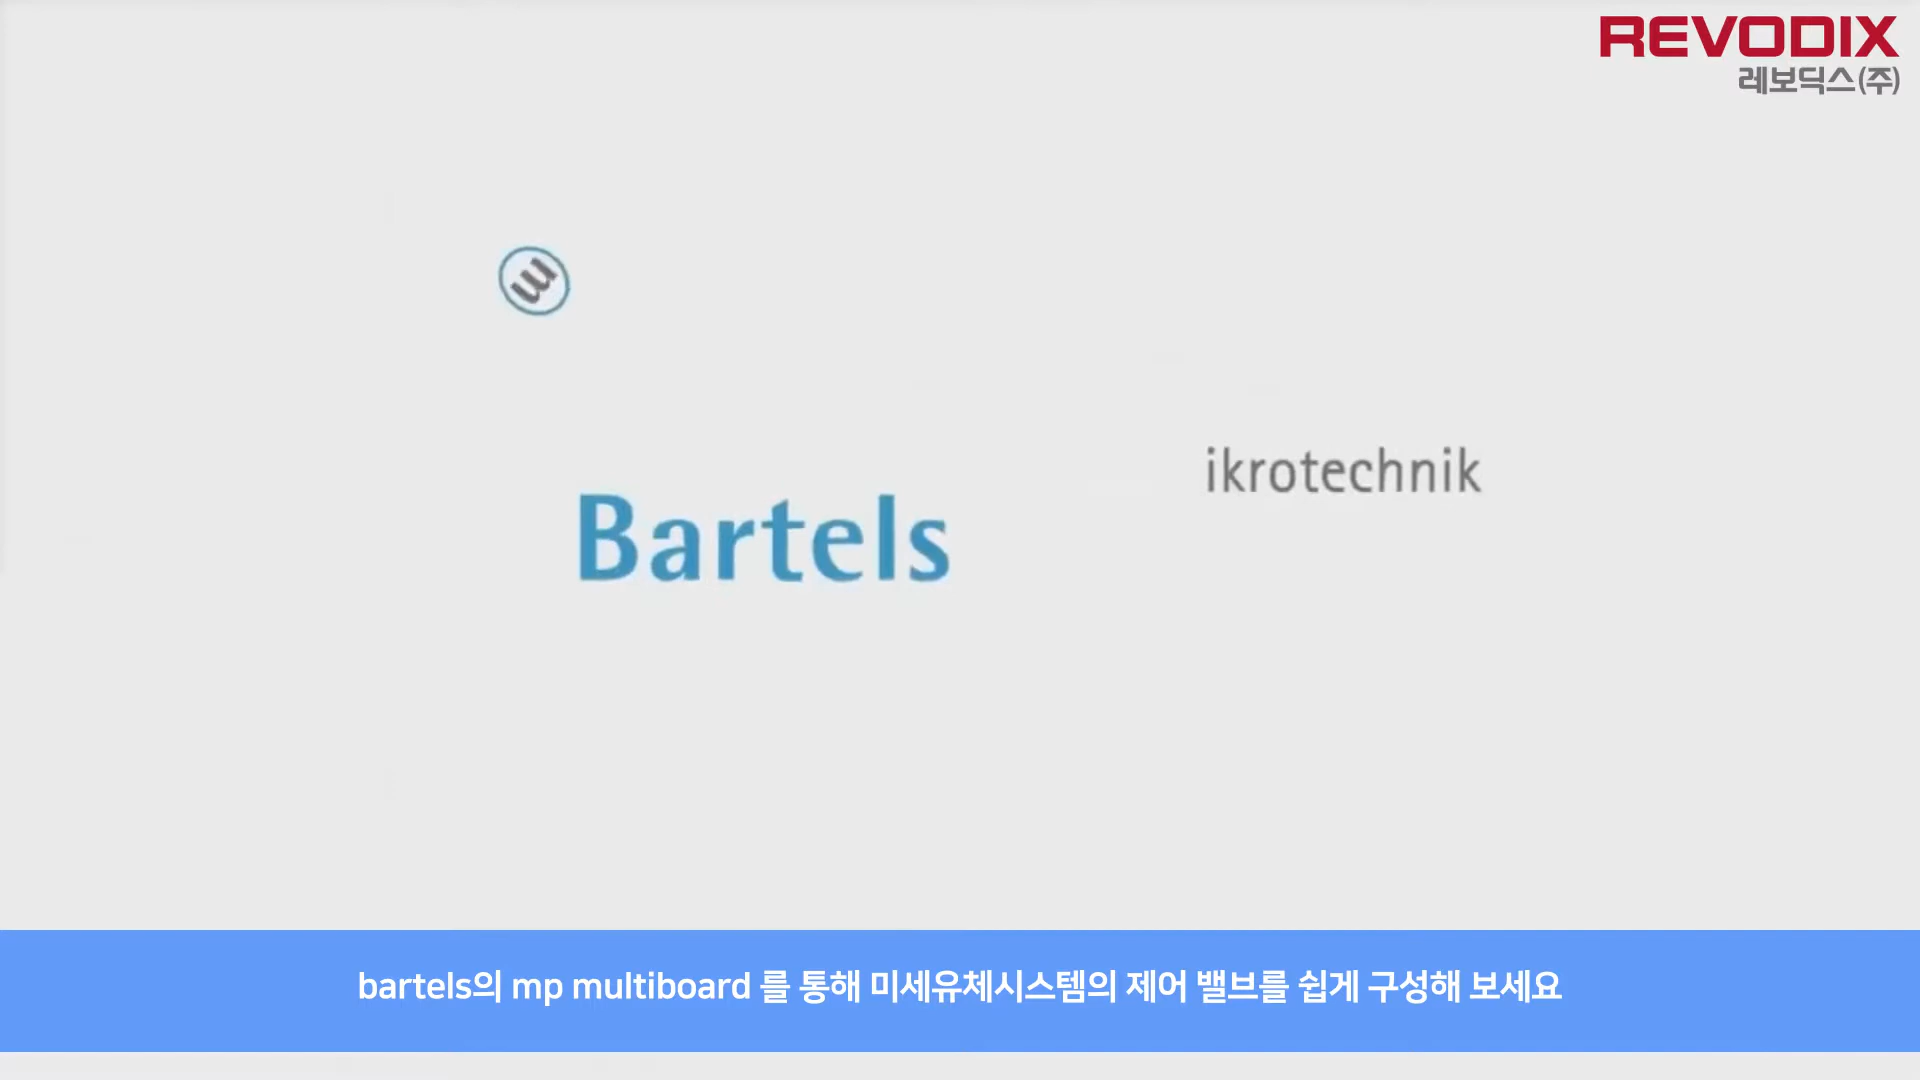 REVODIX
레보딕스(주)
m
ikrotechnik
Bartels
bartels의 mp multiboard 를 통해 미세유체시스템의 제어 밸브를 쉽게 구성해 보세요